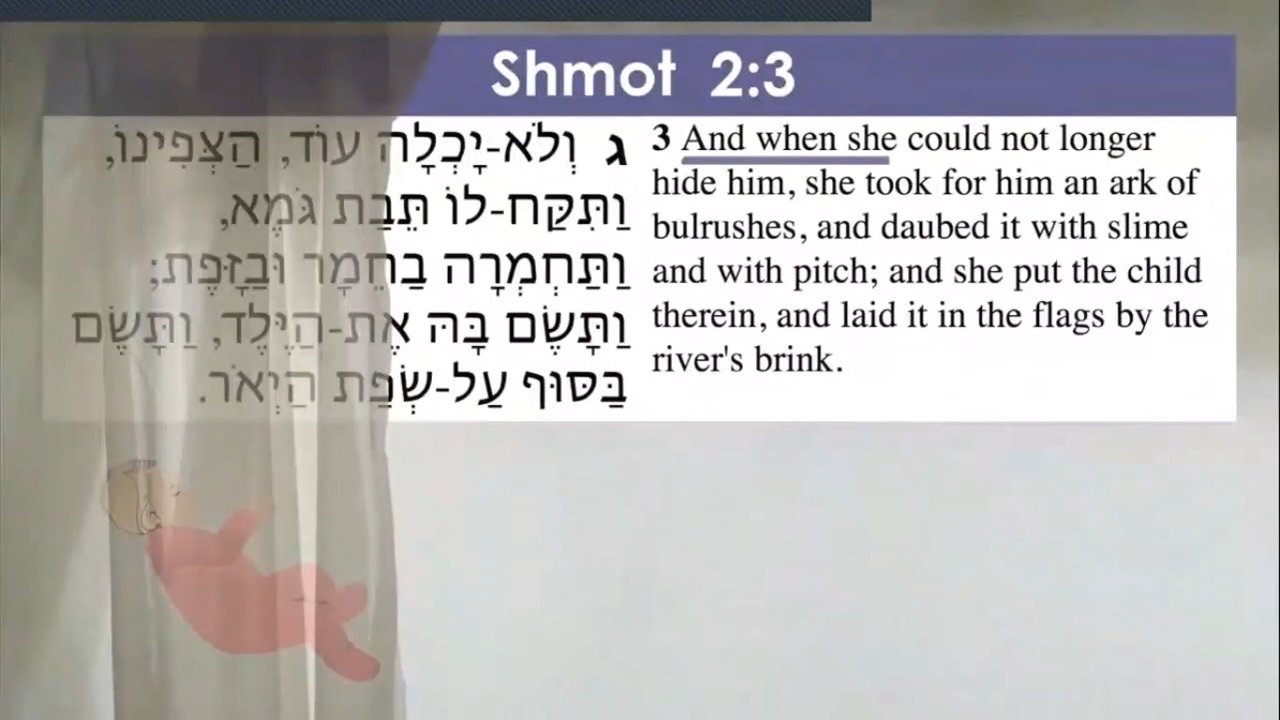 Shmot 2:3
ג וְלֹא-יָכְלָה עוֹד, הַצְּפִינוֹ,
וַתִּקַּח-לוֹ תֵּבַת גֹּמֶא,
וַתַּחְמְרָה בַחֵמָר וּבַזָּפֶת;
וַתָּשֶׂם בָּהּ אֶת-הַיֶּלֶד, וַתָּשֶׂם
בַּסּוּף עַל-שְׂפַת הַיְאֹר.
3 And when she could not longer
hide him, she took for him an ark of
bulrushes, and daubed it with slime
and with pitch; and she put the child
therein, and laid it in the flags by the
river's brink.